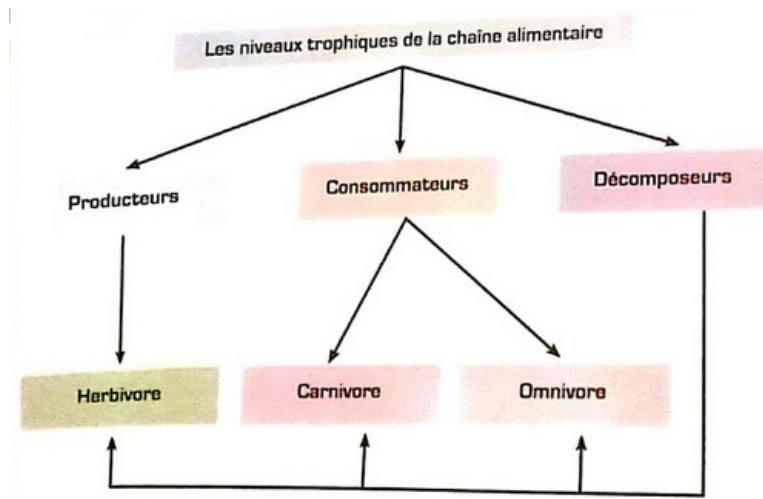 Les niveaux trophiques de la chaîne alimentaire
Producteurs
Consommateurs
Décomposeurs
Herbivore
Carnivore
Omnivore